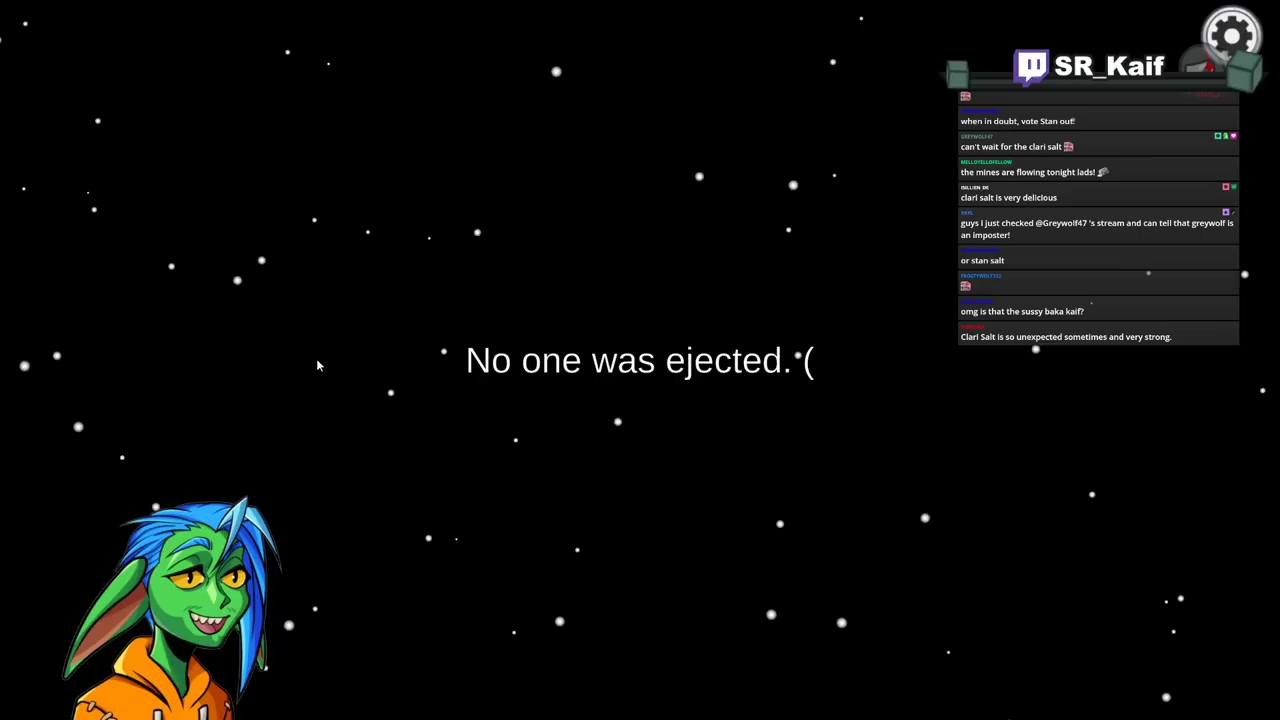 SR_Kaif
when in doubt, vote Stan out!
GREYWOLF47
can't wait for the clari salt
MELLOYELLOFELLOW
the mines are flowing tonight lads!
clari salt is very delicious
guys i just checked @Greywolf47 's stream and can tell that greywolf is
an imposter!
or stan salt
FROSTYWOLF332
omg is that the sussy baka kaif?
Clari Salt is so unexpected sometimes and very strong.
No one was ejected. (